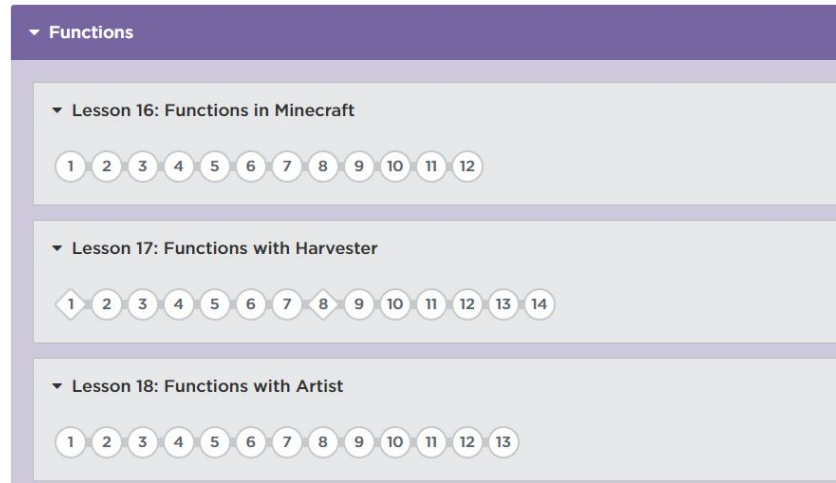 Functions
Lesson 16: Functions in Minecraft
1 2 3 4 5 6 7 8 9 10 11 12
Lesson 17: Functions with Harvester
1 2 3 4 5 6 7 8 9 10 11 12 13 14
Lesson 18: Functions with Artist
1 2 3 4 5 6 7 8 9 10 11 12 13